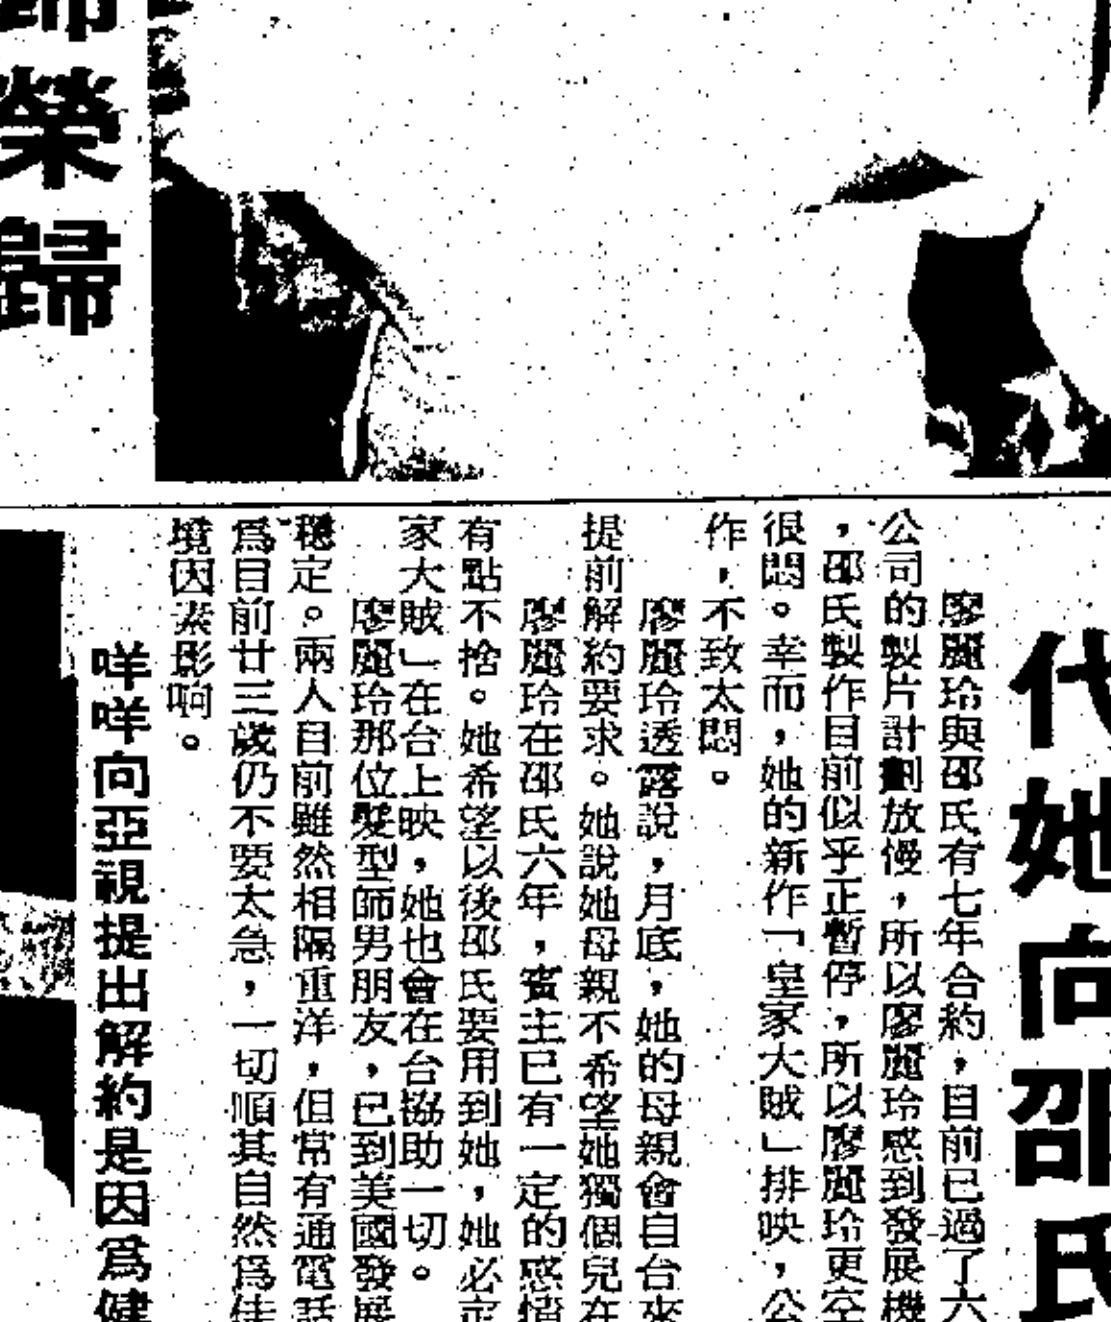 代她向邵氏
廖麗玲與邵氏有七年合約，目前已過了六
公司的製片計劃放慢，所以廖麗玲感到發展機
，邵氏製作目前似乎正暫停，所以廖麗玲更空
很悶。幸而，她的新作「皇家大賊」排映，公
作，不致太悶。
廖麗玲透露說，月底，她的母親會自台來
提前解約要求。她說她母親不希望她獨個兒在
廖麗玲在邵氏六年，賓主已有一定的感情
有點不捨。她希望以後邵氏要用到她，她必定
家大賊」在台上映，她也會在台協助一切。
廖麗玲那位髮型師男朋友，已到美國發展
穩定。兩人自前雖然相隔重洋，但常有通電話
爲目前廿三歲仍不要太急，一切順其自然爲佳
境因素影响。
咩咩向亞視提出解約是因爲健
榮歸